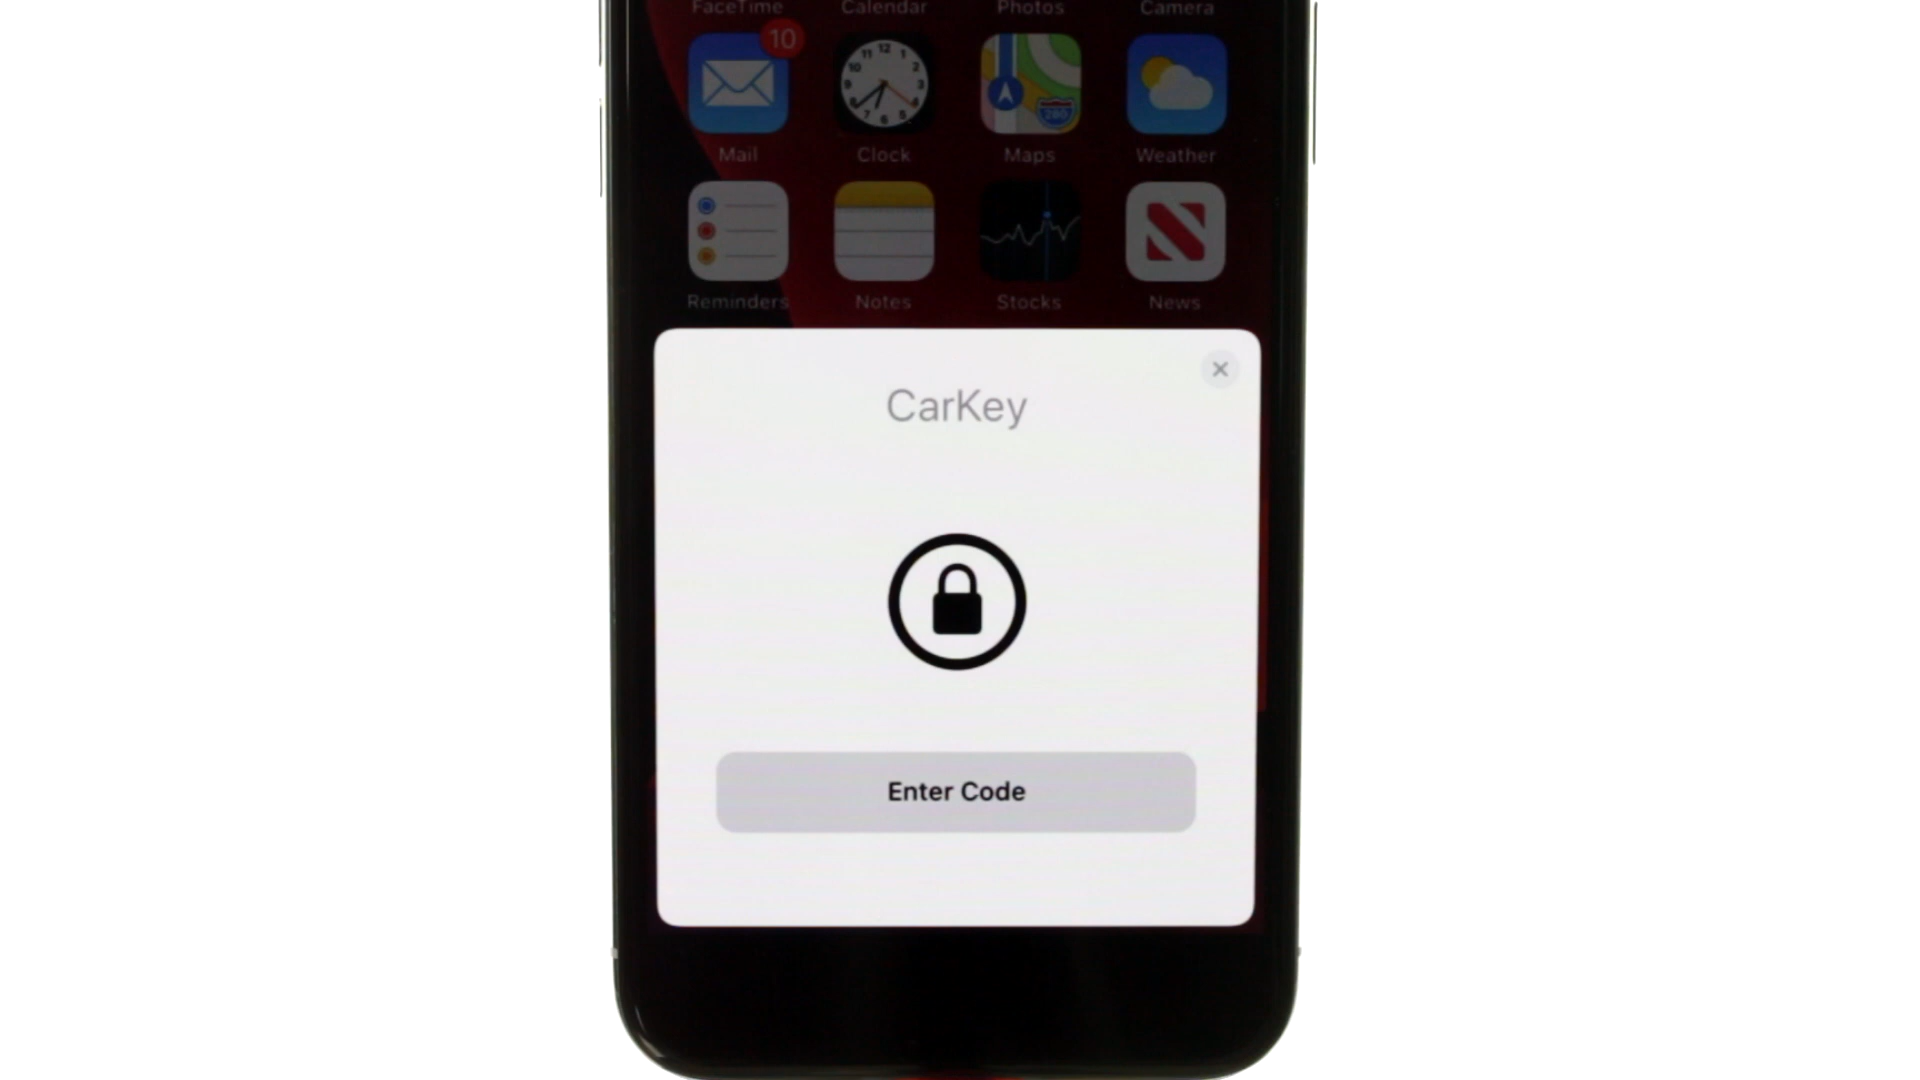 FaceTime Calendar Photos Camera
10
Mail Clock Maps Weather
Reminders Notes Stocks News
CarKey
Enter Code